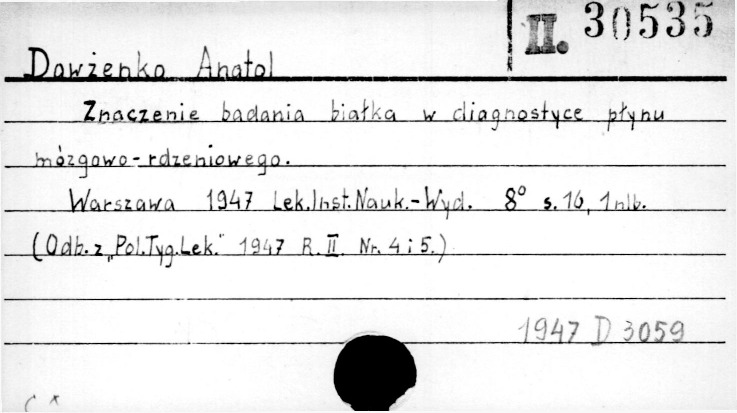 II. 30535
Dowżenko Anatol
Znaczenie badania białka w diagnostyce płynu
mózgowo-rdzeniowego.
Warszawa 1947 Lek.Inst.Nauk.-Wyd. 8° s.16, 1 nlb.
(Odb. z „Pol.Tyg.Lek." 1947 R. II. Nr. 4 i 5.)
1947 D 3059